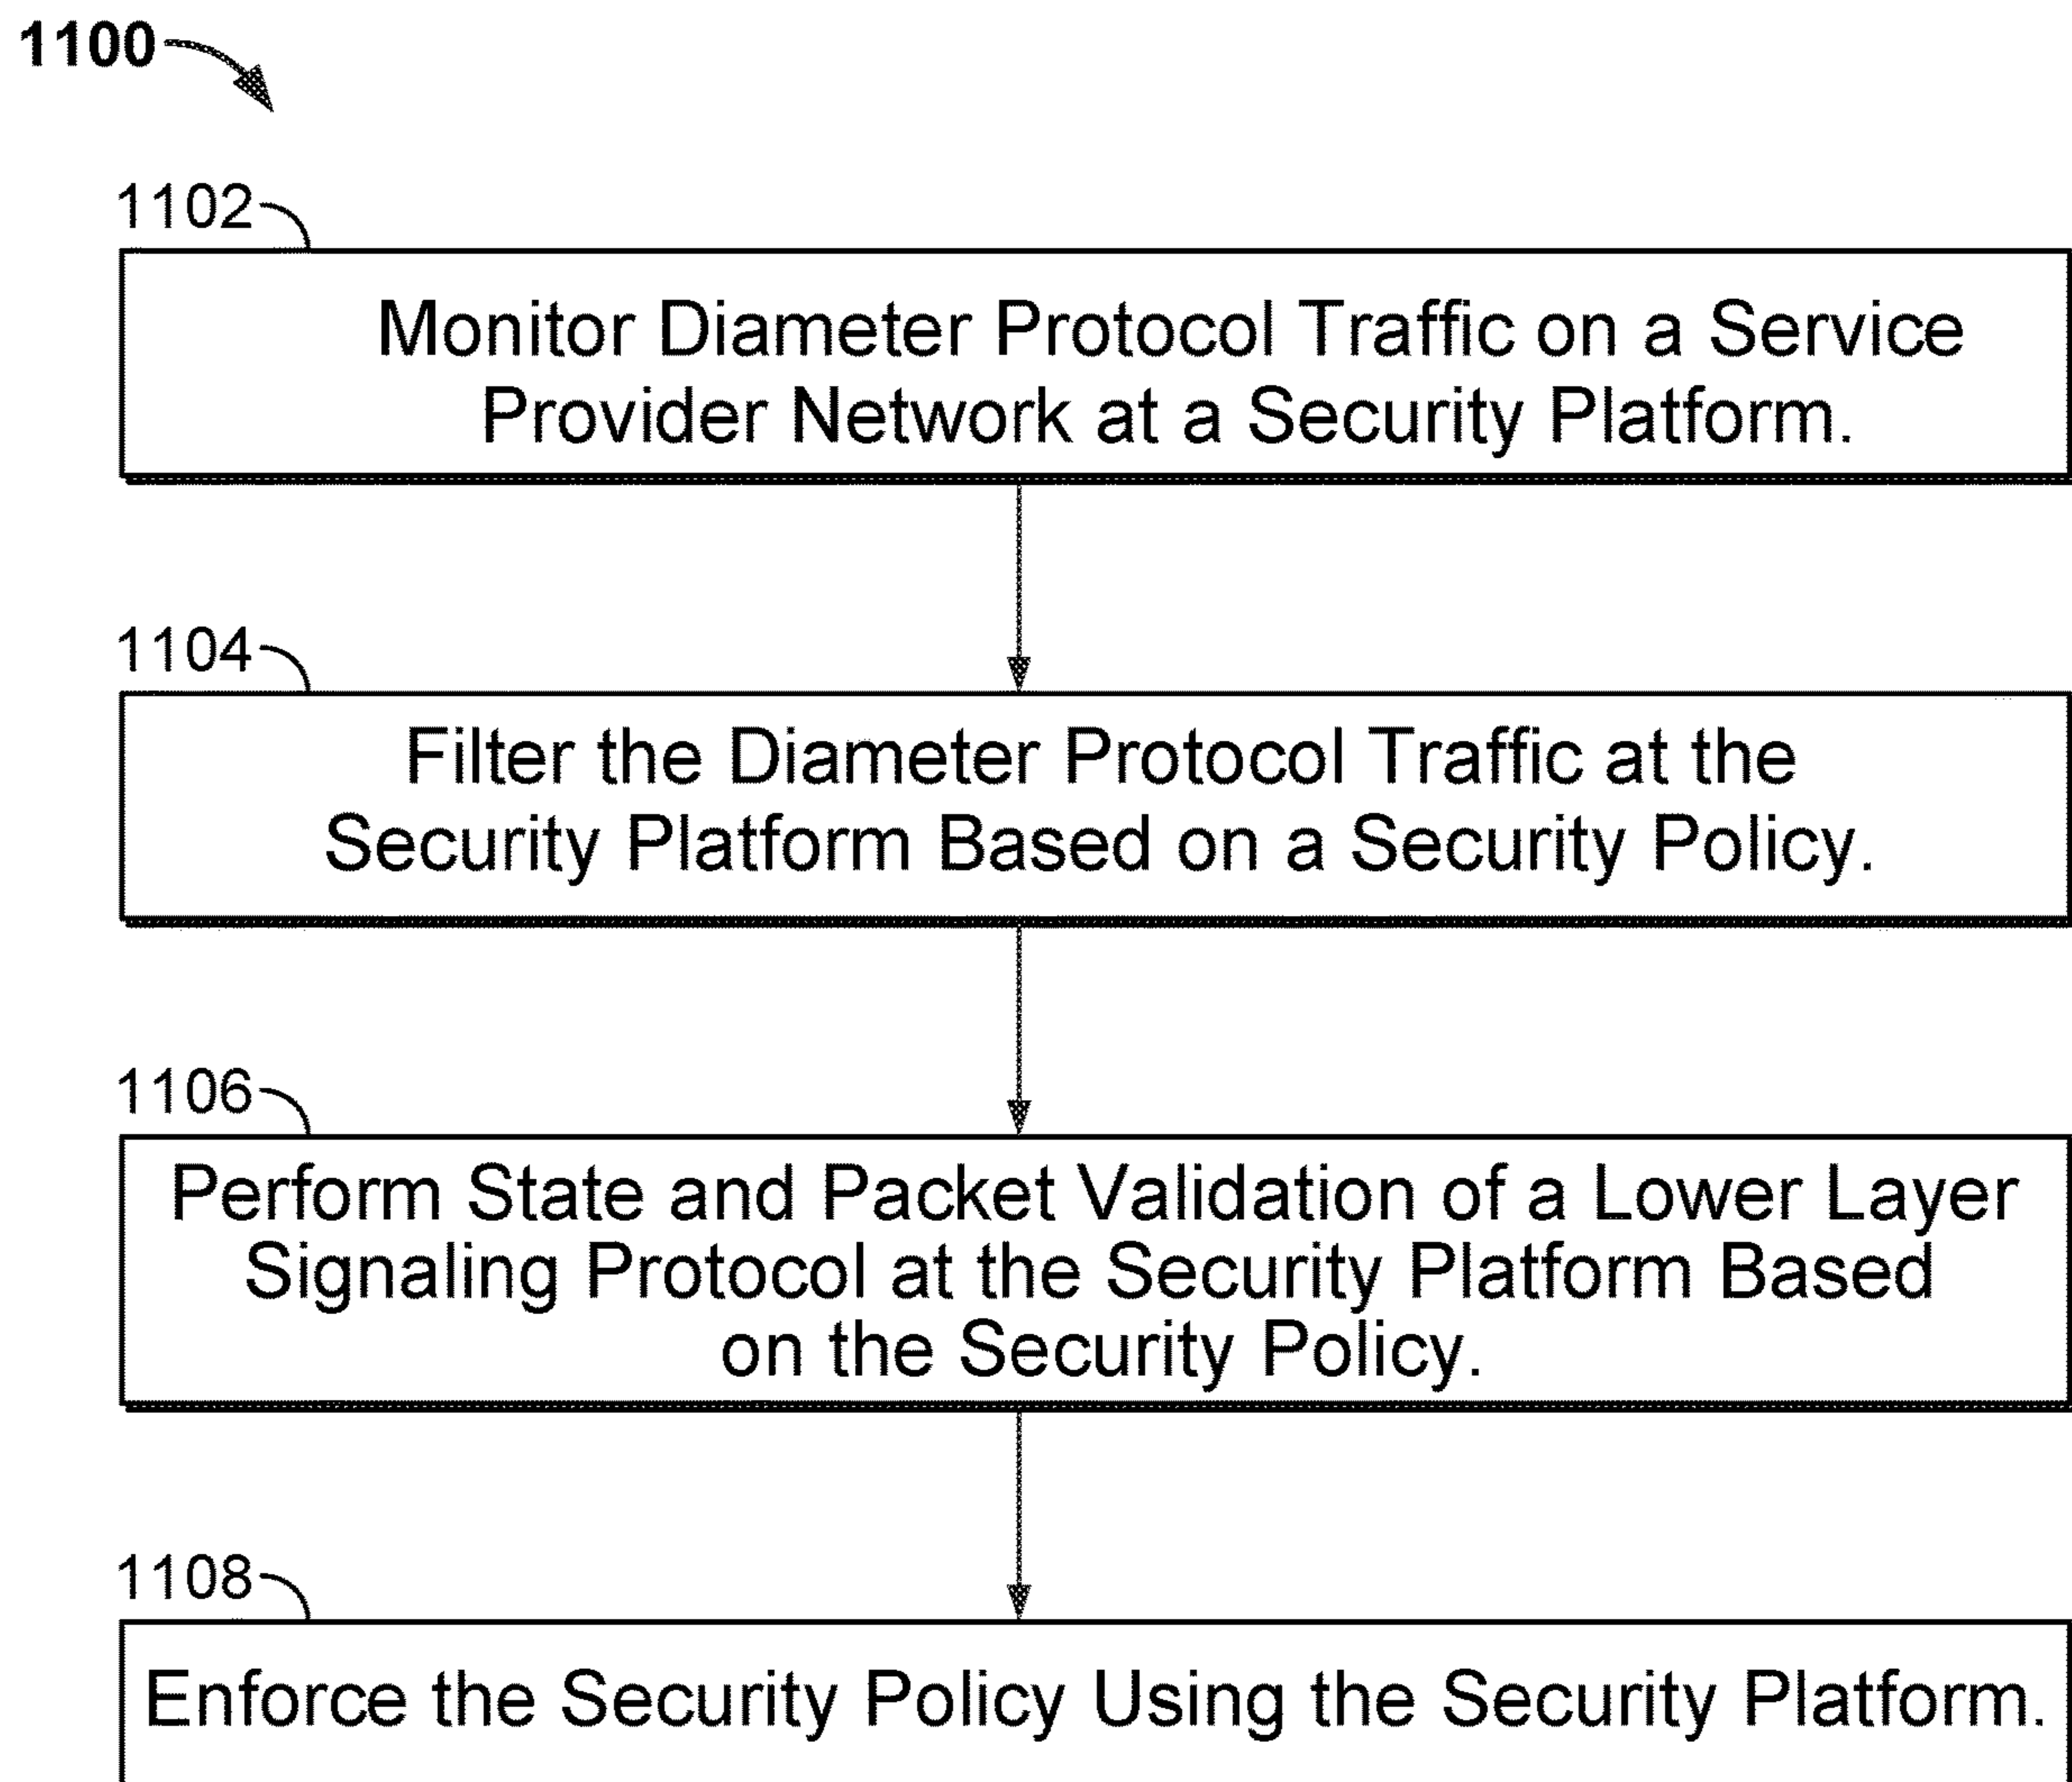 1100
1102
Monitor Diameter Protocol Traffic on a Service
Provider Network at a Security Platform.
1104
Filter the Diameter Protocol Traffic at the
Security Platform Based on a Security Policy.
1106
Perform State and Packet Validation of a Lower Layer
Signaling Protocol at the Security Platform Based
on the Security Policy.
1108
Enforce the Security Policy Using the Security Platform.